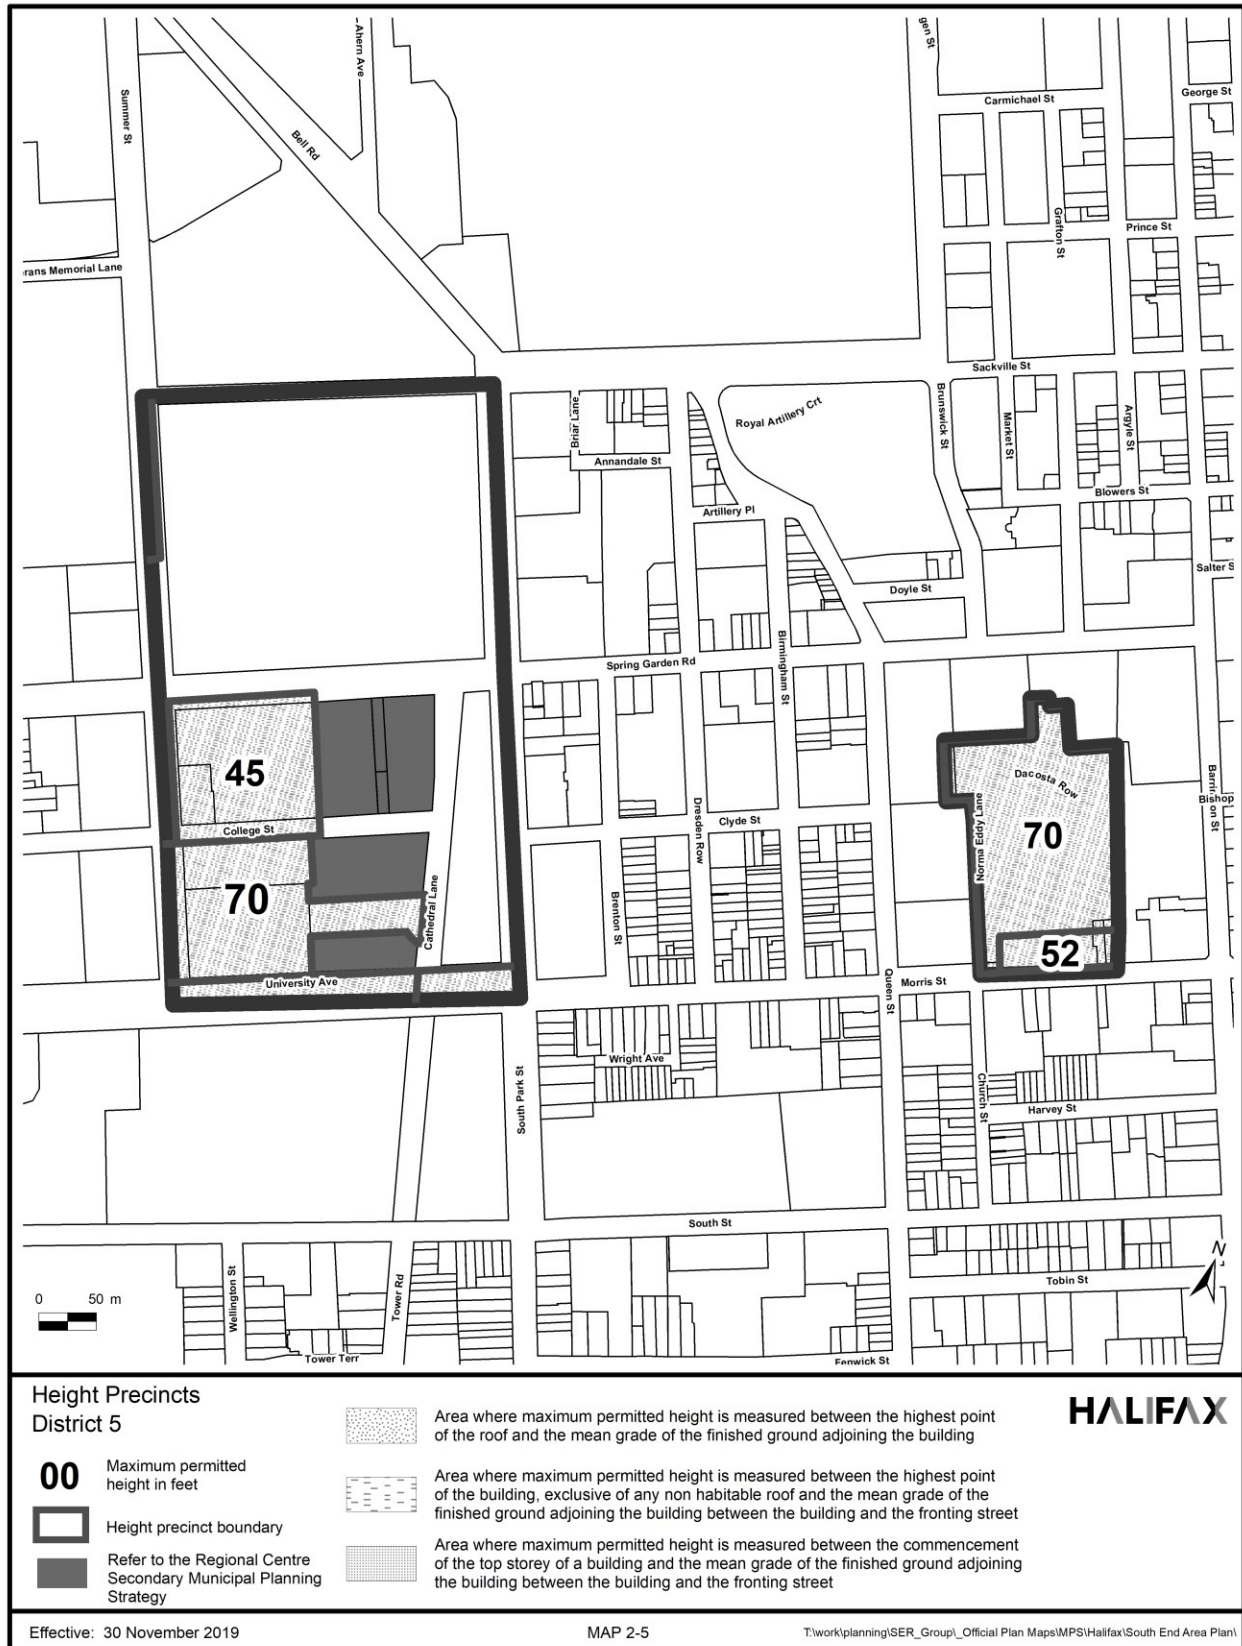 gen St
Ahern Ave
Carmichael St
George St
Summer St
Bell Rd
Grafton St
Prince St
rans Memorial Lane
Sackville St
Briar Lane
Royal Artillery Crt
Brunswick St
Market St
Argyle St
Annandale St
Blowers St
Artillery Pl
Salter S
Doyle St
Birmingham St
Spring Garden Rd
45
Dacosta Row
Barrin on St
Bishop
College St
Dresden Row
Clyde St
Norma Eddy Lane
70
70
Brenton St
Cathedral Lane
52
University Ave
Queen St
Morris St
Wright Ave
South Park St
Church St
Harvey St
South St
N
Tobin St
0 50 m
Wellington St
Tower Rd
Tower Terr
Fenwick St
Height Precincts
District 5
00
Maximum permitted
height in feet
Height precinct boundary
Refer to the Regional Centre
Secondary Municipal Planning
Strategy
Area where maximum permitted height is measured between the highest point
of the roof and the mean grade of the finished ground adjoining the building
Area where maximum permitted height is measured between the highest point
of the building, exclusive of any non habitable roof and the mean grade of the
finished ground adjoining the building between the building and the fronting street
Area where maximum permitted height is measured between the commencement
of the top storey of a building and the mean grade of the finished ground adjoining
the building between the building and the fronting street
HALIFAX
Effective: 30 November 2019
MAP 2-5
T:\work\planning\SER_Group\_Official Plan Maps\MPS\Halifax\South End Area Plan\